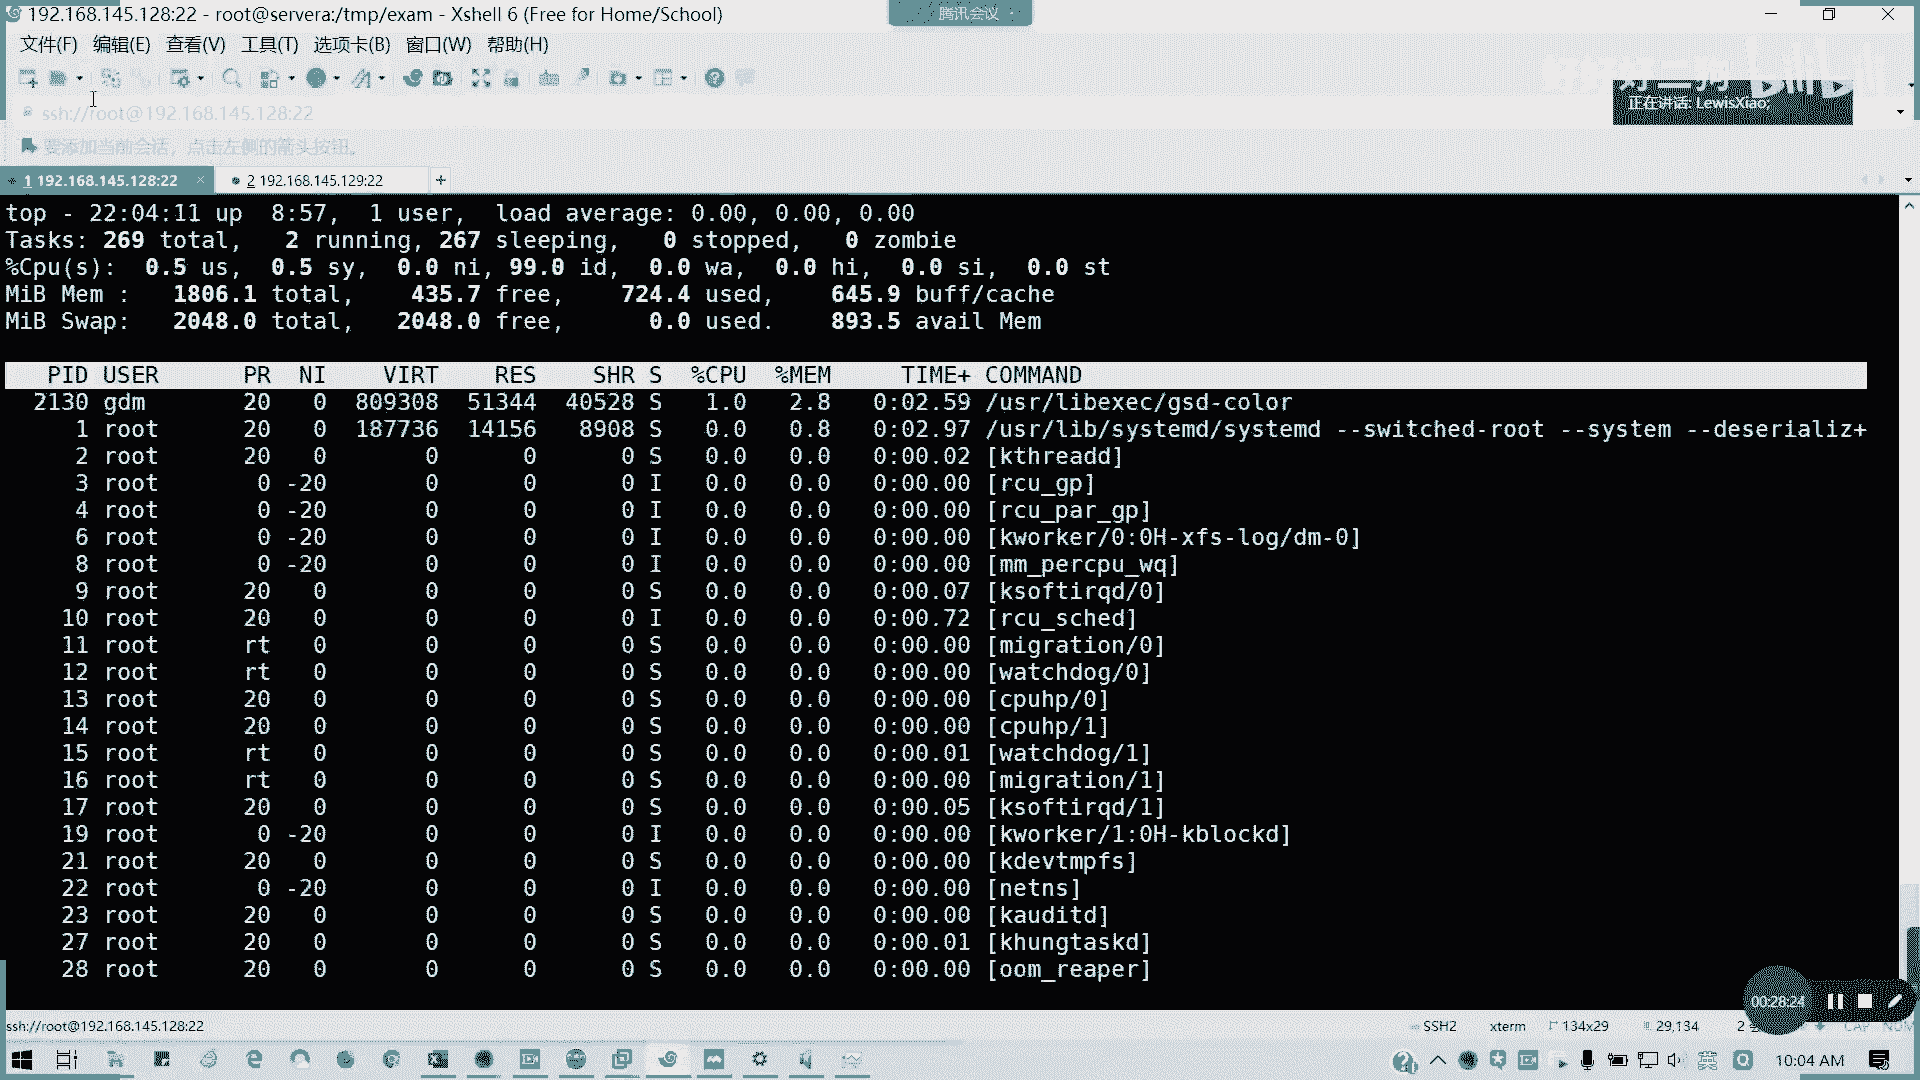 192.168.145.128:22 - root@servera:/tmp/exam - Xshell 6 (Free for Home/School)
腾讯会议
文件(F) 编辑(E) 查看(V) 工具(T) 选项卡(B) 窗口(W) 帮助(H)
正在讲话: LewisXiao;
ssh://root@192.168.145.128:22
要添加当前会话，点击左侧的箭头按钮。
1 192.168.145.128:22 × 2 192.168.145.129:22 +
top - 22:04:11 up  8:57,  1 user,  load average: 0.00, 0.00, 0.00
Tasks: 269 total,   2 running, 267 sleeping,   0 stopped,   0 zombie
%Cpu(s):  0.5 us,  0.5 sy,  0.0 ni, 99.0 id,  0.0 wa,  0.0 hi,  0.0 si,  0.0 st
MiB Mem :   1806.1 total,    435.7 free,    724.4 used,    645.9 buff/cache
MiB Swap:   2048.0 total,   2048.0 free,      0.0 used.    893.5 avail Mem
PID USER PR NI VIRT RES SHR S %CPU %MEM TIME+ COMMAND
2130 gdm 20 0 809308 51344 40528 S 1.0 2.8 0:02.59 /usr/libexec/gsd-color
1 root 20 0 187736 14156 8908 S 0.0 0.8 0:02.97 /usr/lib/systemd/systemd --switched-root --system --deserializ+
2 root 20 0 0 0 0 S 0.0 0.0 0:00.02 [kthreadd]
3 root 0 -20 0 0 0 I 0.0 0.0 0:00.00 [rcu_gp]
4 root 0 -20 0 0 0 I 0.0 0.0 0:00.00 [rcu_par_gp]
6 root 0 -20 0 0 0 I 0.0 0.0 0:00.00 [kworker/0:0H-xfs-log/dm-0]
8 root 0 -20 0 0 0 I 0.0 0.0 0:00.00 [mm_percpu_wq]
9 root 20 0 0 0 0 S 0.0 0.0 0:00.07 [ksoftirqd/0]
10 root 20 0 0 0 0 I 0.0 0.0 0:00.72 [rcu_sched]
11 root rt 0 0 0 0 S 0.0 0.0 0:00.00 [migration/0]
12 root rt 0 0 0 0 S 0.0 0.0 0:00.00 [watchdog/0]
13 root 20 0 0 0 0 S 0.0 0.0 0:00.00 [cpuhp/0]
14 root 20 0 0 0 0 S 0.0 0.0 0:00.00 [cpuhp/1]
15 root rt 0 0 0 0 S 0.0 0.0 0:00.01 [watchdog/1]
16 root rt 0 0 0 0 S 0.0 0.0 0:00.00 [migration/1]
17 root 20 0 0 0 0 S 0.0 0.0 0:00.05 [ksoftirqd/1]
19 root 0 -20 0 0 0 I 0.0 0.0 0:00.00 [kworker/1:0H-kblockd]
21 root 20 0 0 0 0 S 0.0 0.0 0:00.00 [kdevtmpfs]
22 root 0 -20 0 0 0 I 0.0 0.0 0:00.00 [netns]
23 root 20 0 0 0 0 S 0.0 0.0 0:00.00 [kauditd]
27 root 20 0 0 0 0 S 0.0 0.0 0:00.01 [khungtaskd]
28 root 20 0 0 0 0 S 0.0 0.0 0:00.00 [oom_reaper]
00:28:24
ssh://root@192.168.145.128:22 SSH2 xterm 134x29 29,134 2 CAP NUM
10:04 AM